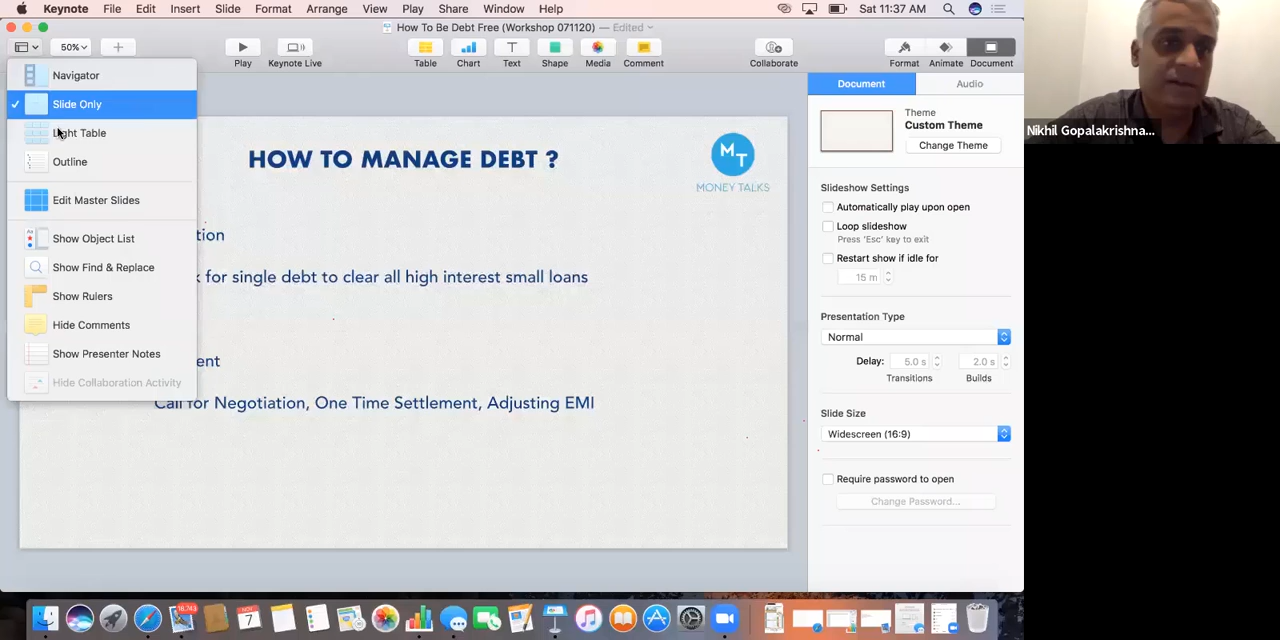 Keynote File Edit Insert Slide Format Arrange View Play Share Window Help Sat 11:37 AM
How To Be Debt Free (Workshop 071120) — Edited
50%
Play Keynote Live Table Chart Text Shape Media Comment Collaborate Format Animate Document
Navigator
Slide Only
Light Table
Outline
Edit Master Slides
Show Object List
Show Find & Replace
Show Rulers
Hide Comments
Show Presenter Notes
Hide Collaboration Activity
HOW TO MANAGE DEBT ?
MT
MONEY TALKS
tion
k for single debt to clear all high interest small loans
ent
Call for Negotiation, One Time Settlement, Adjusting EMI
Document Audio
Theme
Custom Theme
Change Theme
Slideshow Settings
Automatically play upon open
Loop slideshow
Press 'Esc' key to exit
Restart show if idle for
15 m
Presentation Type
Normal
Delay: 5.0 s 2.0 s
Transitions Builds
Slide Size
Widescreen (16:9)
Require password to open
Change Password...
Nikhil Gopalakrishna...
18,743
NOV
7